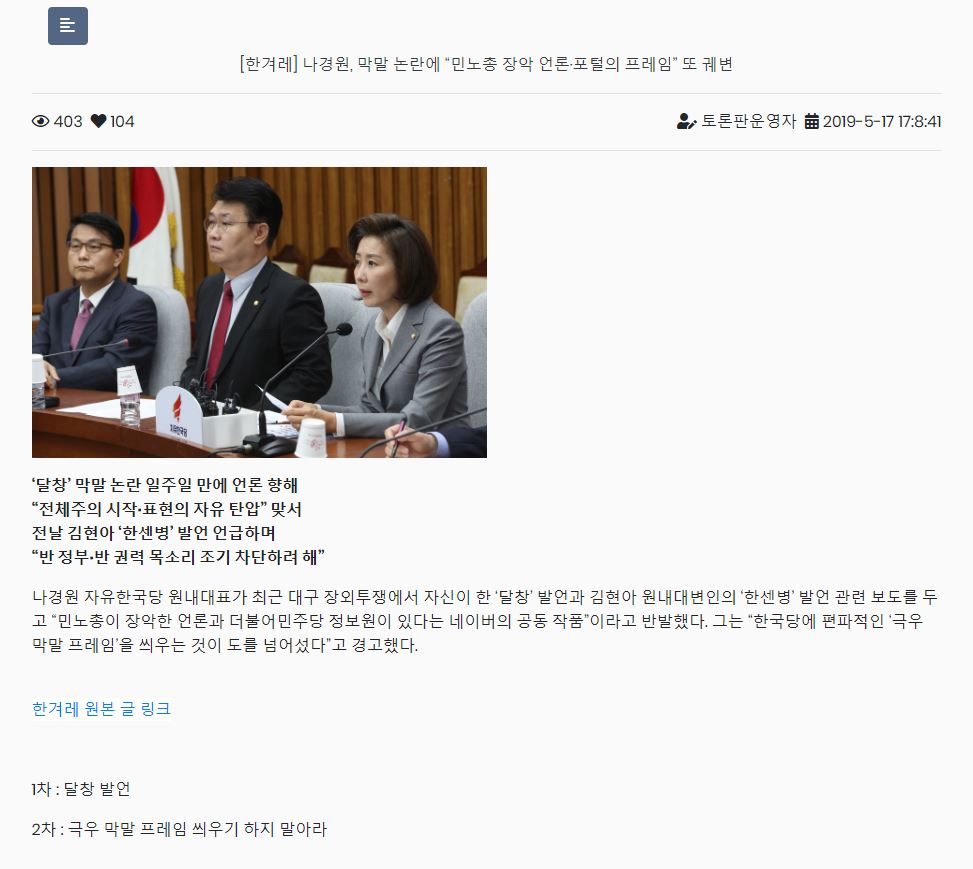 [한겨레] 나경원, 막말 논란에 “민노총 장악 언론·포털의 프레임” 또 궤변
403 104 토론판운영자 2019-5-17 17:8:41
자유한국당
‘달창’ 막말 논란 일주일 만에 언론 향해
“전체주의 시작·표현의 자유 탄압” 맞서
전날 김현아 ‘한센병’ 발언 언급하며
“반 정부·반 권력 목소리 조기 차단하려 해”
나경원 자유한국당 원내대표가 최근 대구 장외투쟁에서 자신이 한 ‘달창’ 발언과 김현아 원내대변인의 ‘한센병’ 발언 관련 보도를 두
고 “민노총이 장악한 언론과 더불어민주당 정보원이 있다는 네이버의 공동 작품”이라고 반발했다. 그는 “한국당에 편파적인 ‘극우
막말 프레임’을 씌우는 것이 도를 넘어섰다”고 경고했다.
한겨레 원본 글 링크
1차 : 달창 발언
2차 : 극우 막말 프레임 씌우기 하지 말아라